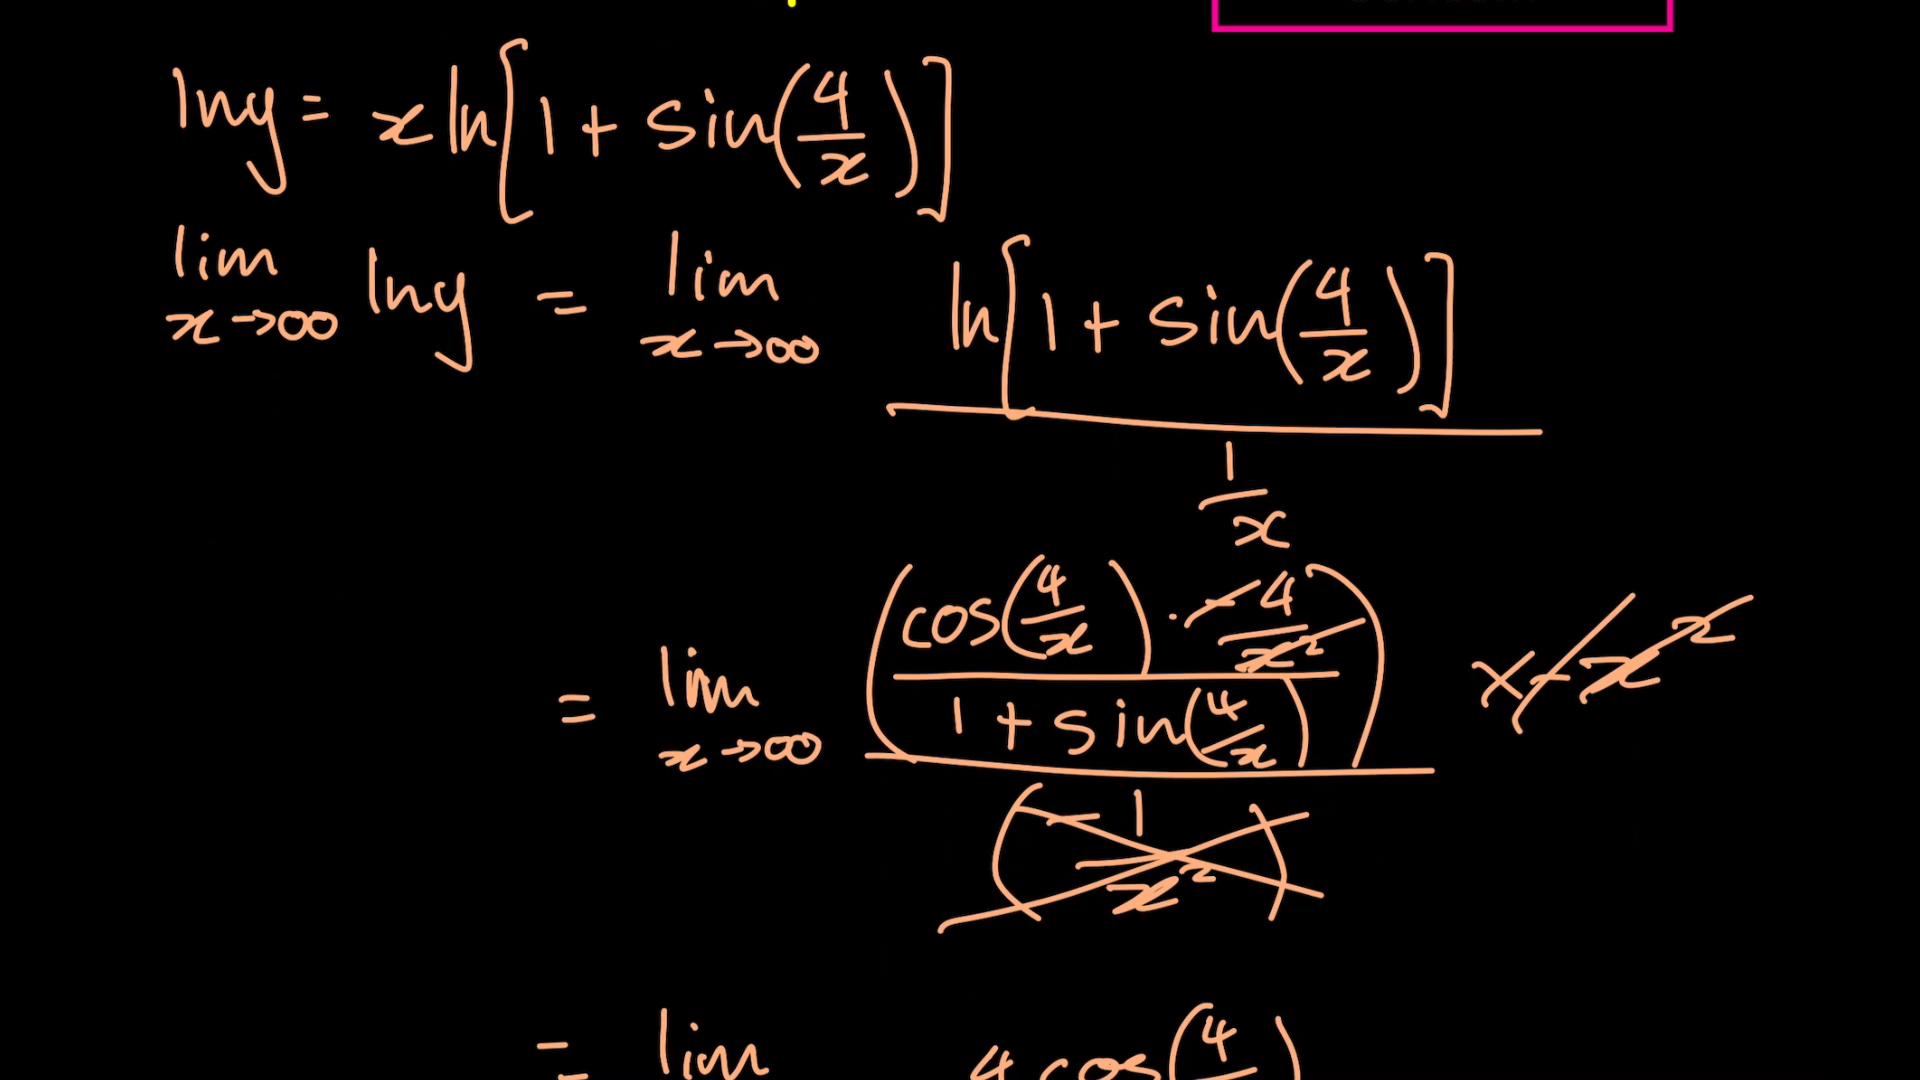 ln y = x ln[1 + sin(4/x)]
lim x→∞ ln y = lim x→∞ ln[1 + sin(4/x)] / (1/x)
= lim x→∞ ((cos(4/x) · -4/x²) / (1 + sin(4/x))) / (-1/x²) × -x²
= lim 4 cos(4/